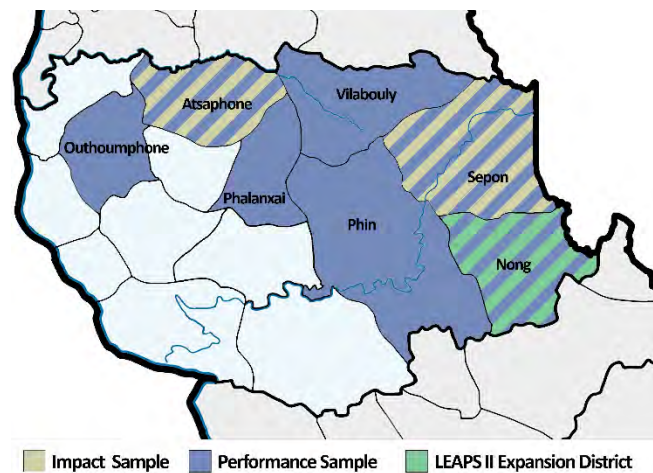 Vilabouly
Atsaphone
Outhoumphone
Sepon
Phalanxai
Phin
Nong
Impact Sample
Performance Sample
LEAPS II Expansion District